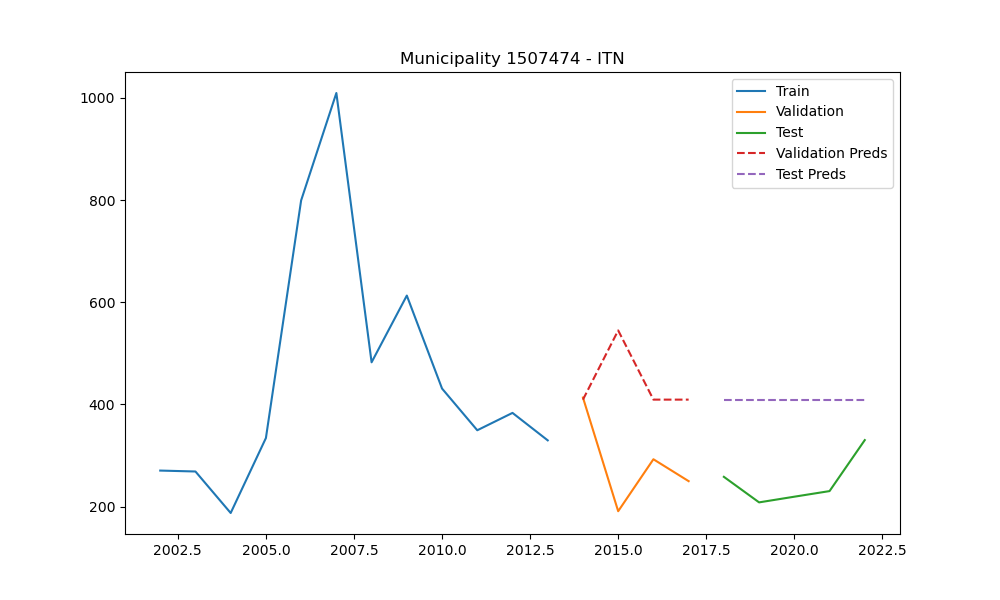 Municipality 1507474 - ITN
Train
Validation
Test
Validation Preds
Test Preds
1000
800
600
400
200
2002.5 2005.0 2007.5 2010.0 2012.5 2015.0 2017.5 2020.0 2022.5